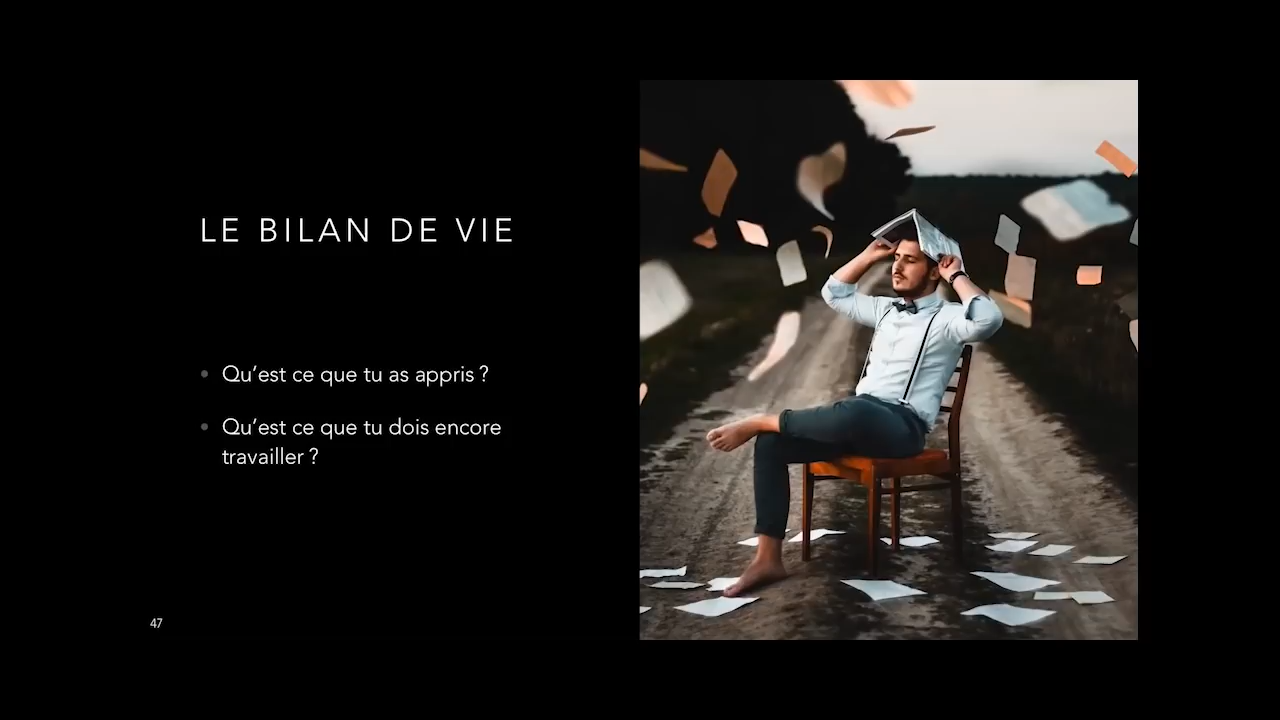 LE BILAN DE VIE
Qu’est ce que tu as appris ?
Qu’est ce que tu dois encore
travailler ?
47